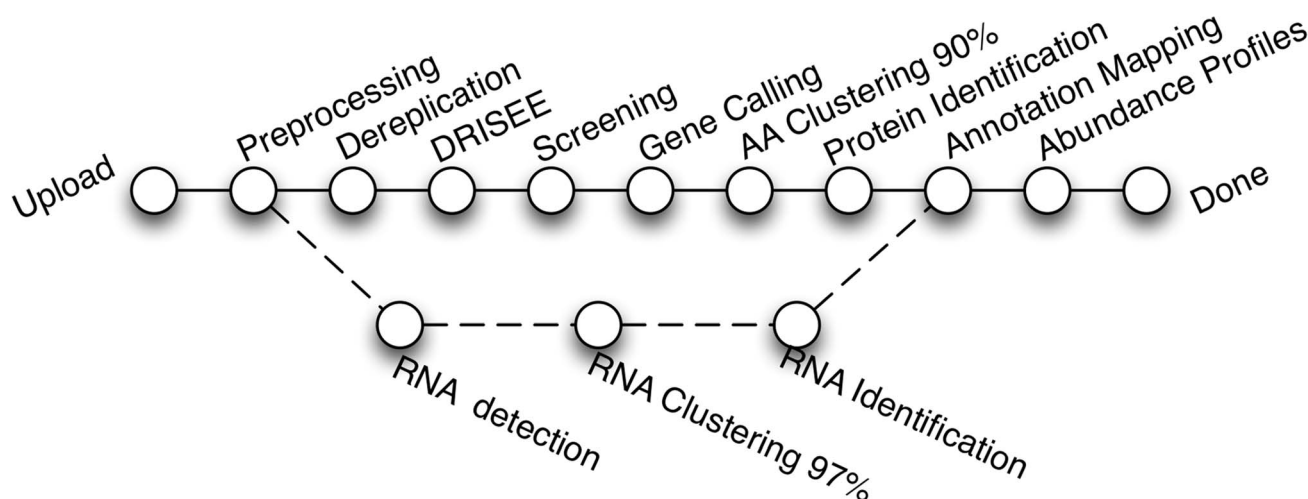 Upload
Preprocessing
Dereplication
DRISEE
Screening
Gene Calling
AA Clustering 90%
Protein Identification
Annotation Mapping
Abundance Profiles
Done
RNA detection
RNA Clustering 97%
RNA Identification